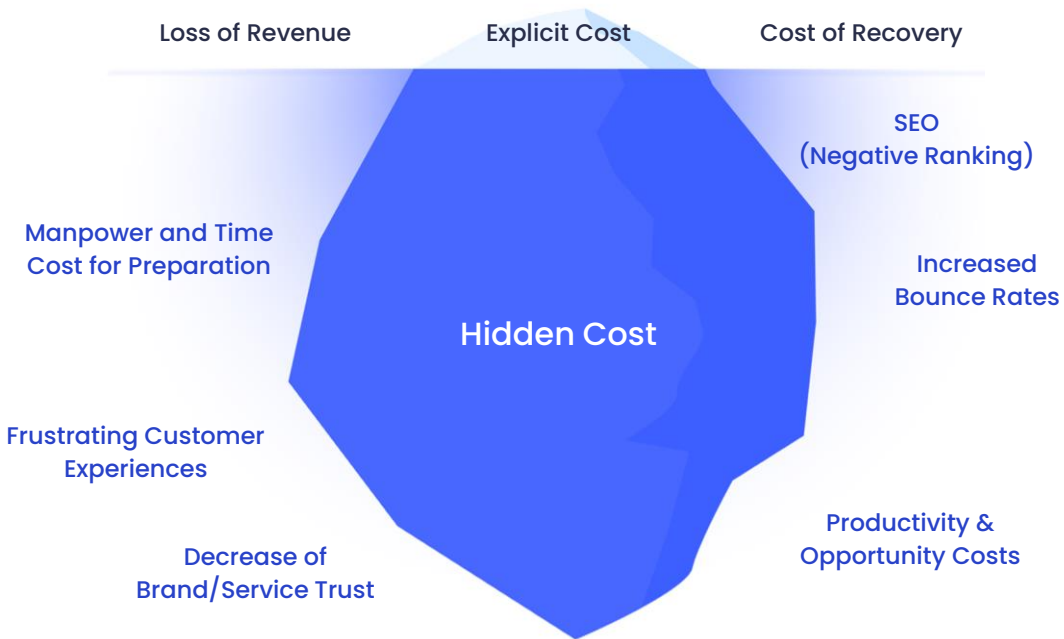 Loss of Revenue
Explicit Cost
Cost of Recovery
SEO
(Negative Ranking)
Manpower and Time
Cost for Preparation
Increased
Bounce Rates
Hidden Cost
Frustrating Customer
Experiences
Productivity &
Opportunity Costs
Decrease of
Brand/Service Trust